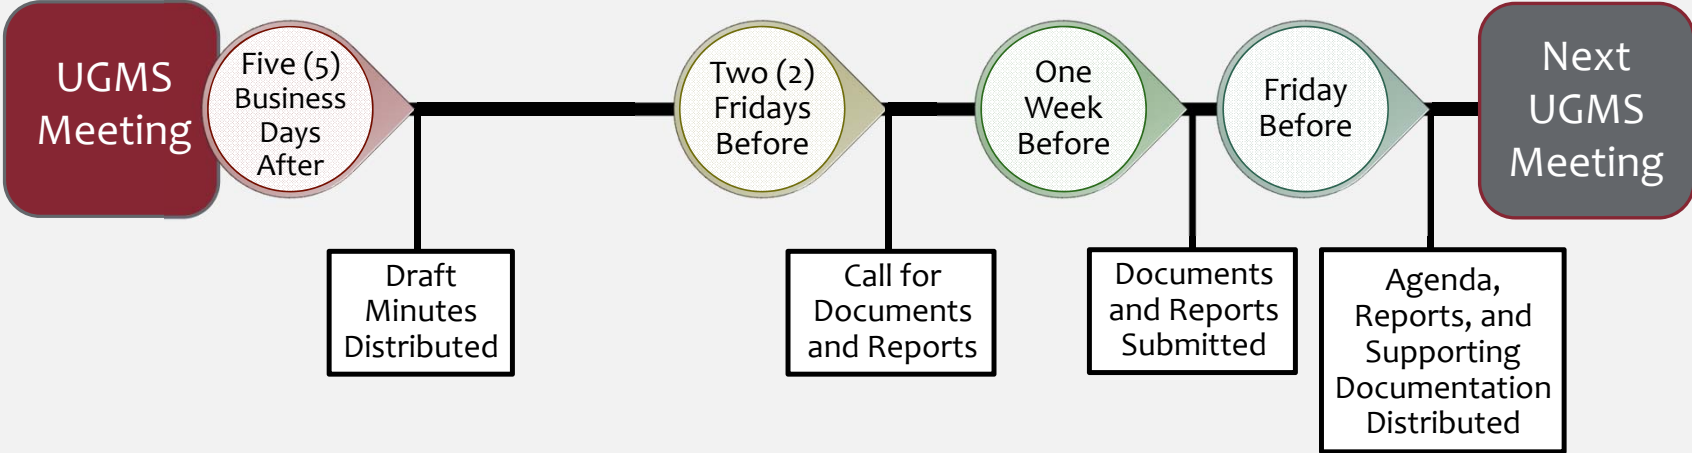 UGMS
Meeting
Five (5)
Business
Days
After
Two (2)
Fridays
Before
One
Week
Before
Friday
Before
Next
UGMS
Meeting
Draft
Minutes
Distributed
Call for
Documents
and Reports
Documents
and Reports
Submitted
Agenda,
Reports, and
Supporting
Documentation
Distributed